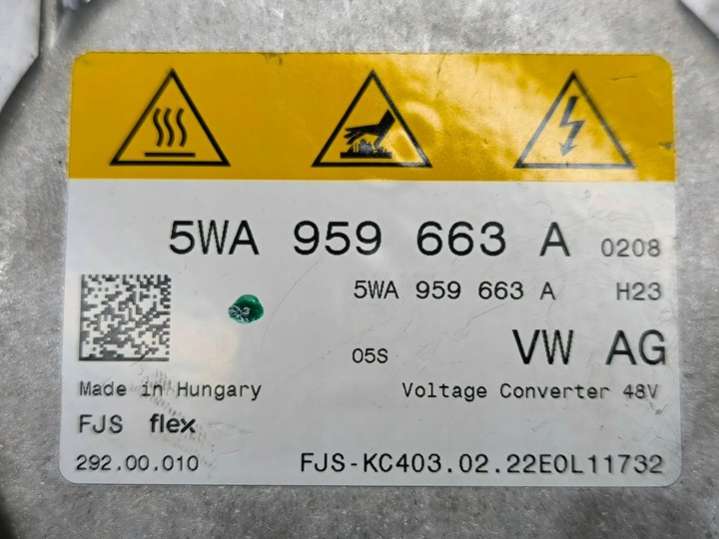 5WA 959 663 A 0208
5WA 959 663 A H23
05S VW AG
Made in Hungary Voltage Converter 48V
FJS flex
292.00.010 FJS-KC403.02.22E0L11732